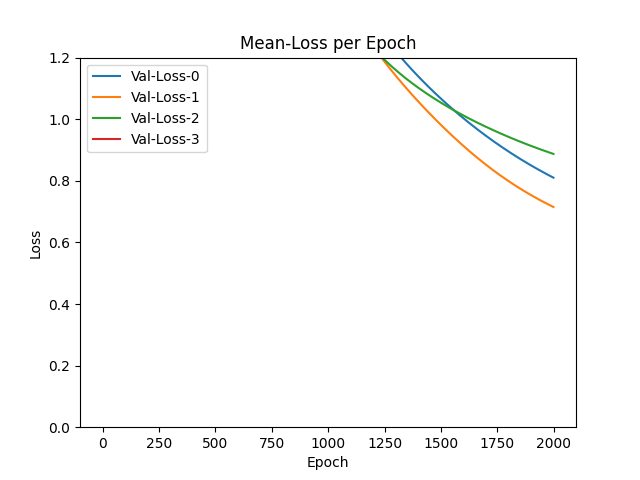 Mean-Loss per Epoch
1.2
1.0
0.8
0.6
0.4
0.2
0.0
Loss
Val-Loss-0
Val-Loss-1
Val-Loss-2
Val-Loss-3
0 250 500 750 1000 1250 1500 1750 2000
Epoch